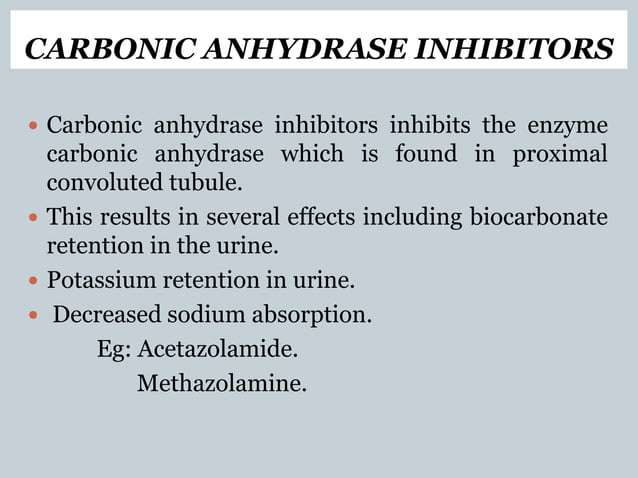 CARBONIC ANHYDRASE INHIBITORS
• Carbonic anhydrase inhibitors inhibits the enzyme
carbonic anhydrase which is found in proximal
convoluted tubule.
• This results in several effects including biocarbonate
retention in the urine.
• Potassium retention in urine.
• Decreased sodium absorption.
Eg: Acetazolamide.
Methazolamine.